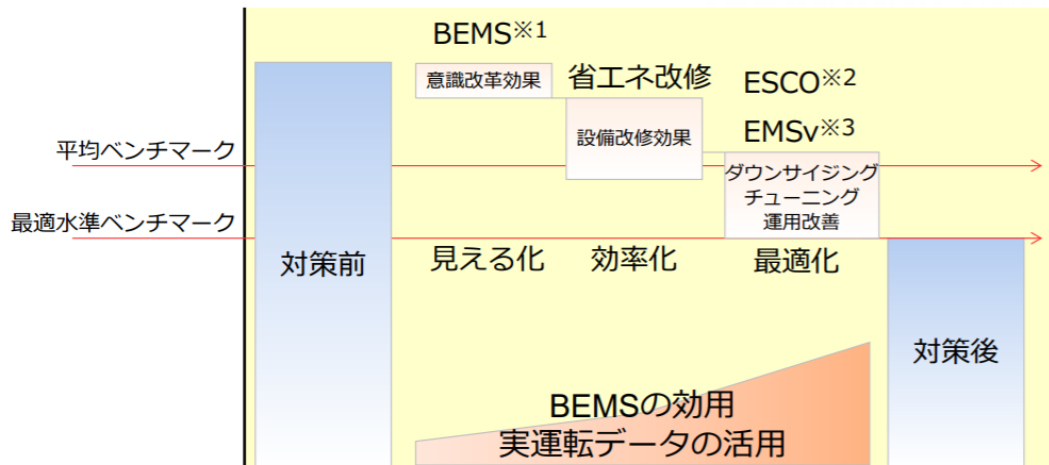 BEMS※1
意識改革効果
省エネ改修
設備改修効果
ESCO※2
EMSv※3
ダウンサイジング
チューニング
運用改善
平均ベンチマーク
最適水準ベンチマーク
対策前
見える化
効率化
最適化
対策後
BEMSの効用
実運転データの活用